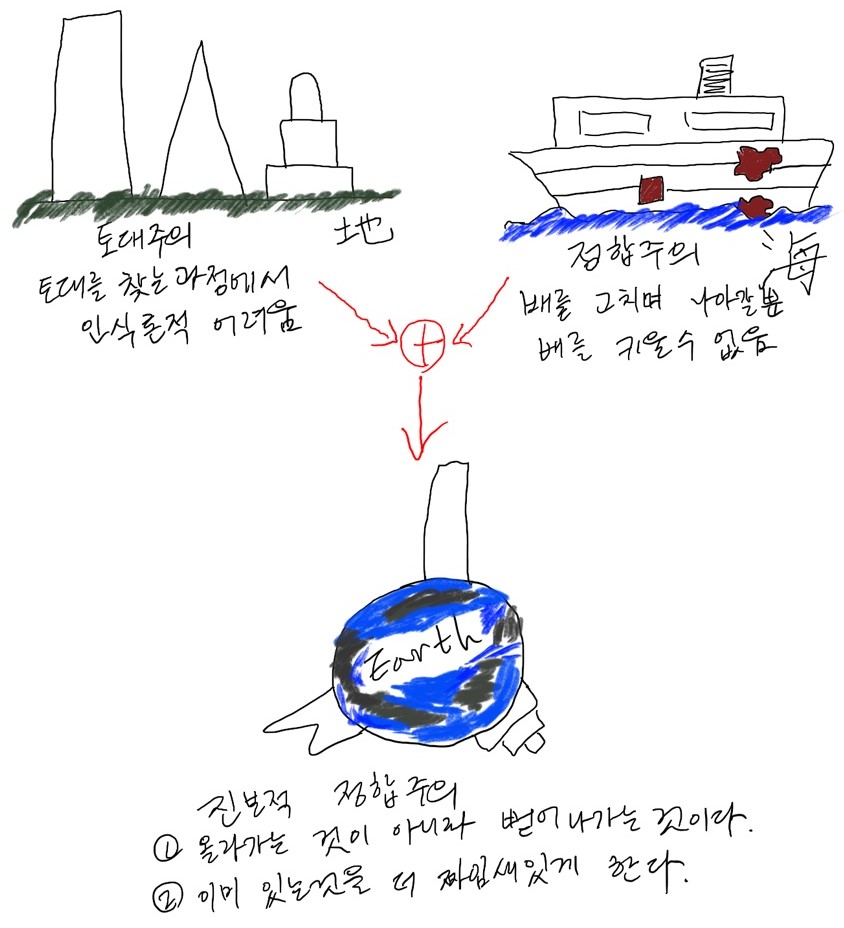 토대주의
地
토대를 찾는과정에서
인식론적 어려움
정합주의
海
배를 고치며 나아갈뿐
배를 키울수 없음
Earth
진보적 정합주의
① 올라가는 것이 아니라 뻗어나가는 것이다.
② 이미 있는것을 더 짜임새있게 한다.